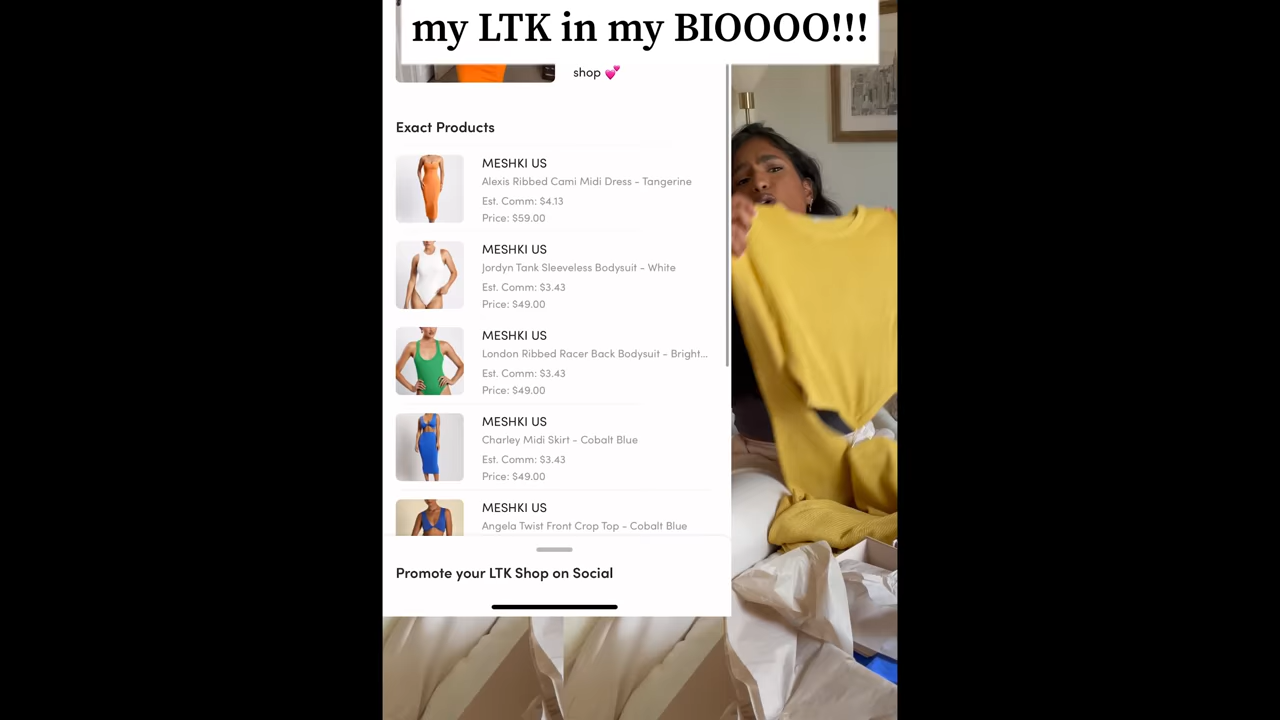 my LTK in my BIOOOO!!!
shop 💕
Exact Products
MESHKI US
Alexis Ribbed Cami Midi Dress - Tangerine
Est. Comm: $4.13
Price: $59.00
MESHKI US
Jordyn Tank Sleeveless Bodysuit - White
Est. Comm: $3.43
Price: $49.00
MESHKI US
London Ribbed Racer Back Bodysuit - Bright...
Est. Comm: $3.43
Price: $49.00
MESHKI US
Charley Midi Skirt - Cobalt Blue
Est. Comm: $3.43
Price: $49.00
MESHKI US
Angela Twist Front Crop Top - Cobalt Blue
Promote your LTK Shop on Social